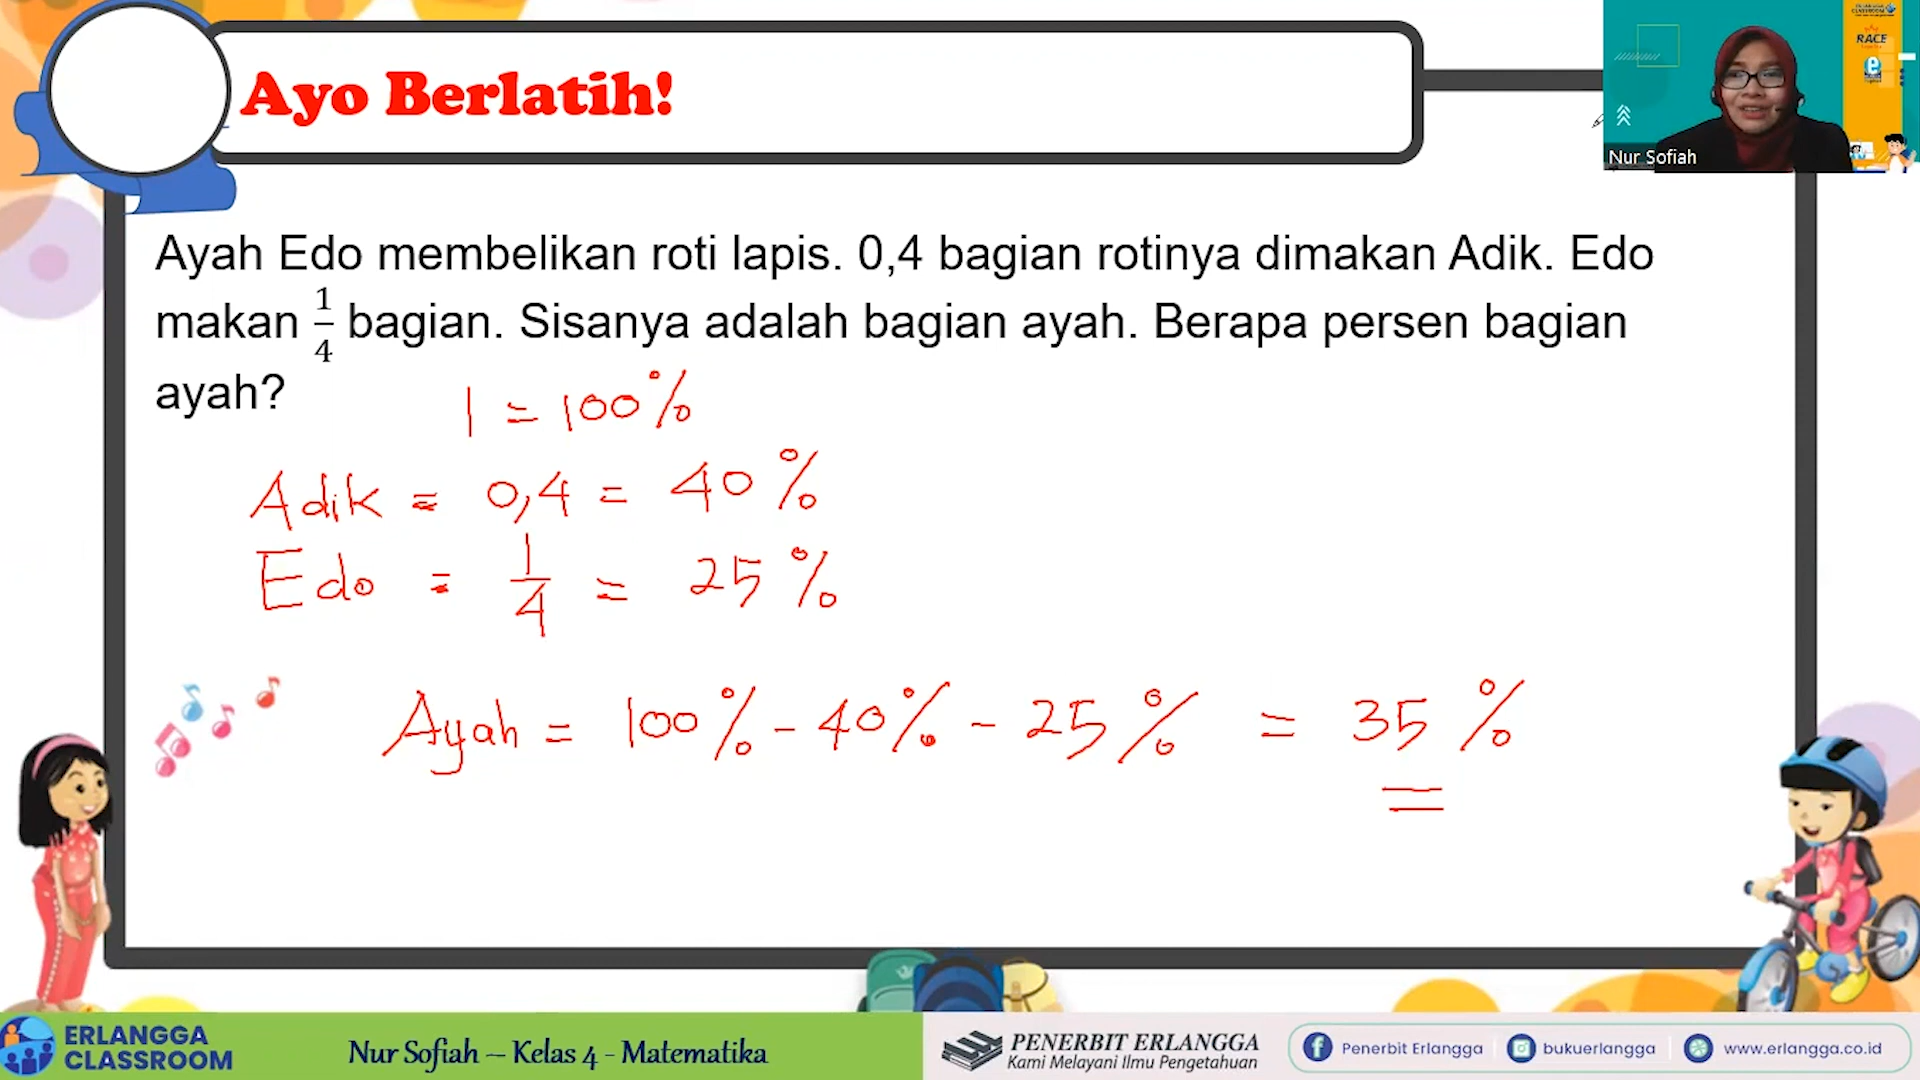 Ayo Berlatih!
RACE
Nur Sofiah
Ayah Edo membelikan roti lapis. 0,4 bagian rotinya dimakan Adik. Edo
makan 1/4 bagian. Sisanya adalah bagian ayah. Berapa persen bagian
ayah?
1 = 100%
Adik = 0,4 = 40 %
Edo = 1/4 = 25 %
Ayah = 100% - 40% - 25 % = 35 %
ERLANGGA
CLASSROOM
Nur Sofiah – Kelas 4 - Matematika
PENERBIT ERLANGGA
Kami Melayani Ilmu Pengetahuan
Penerbit Erlangga
bukuerlangga
www.erlangga.co.id